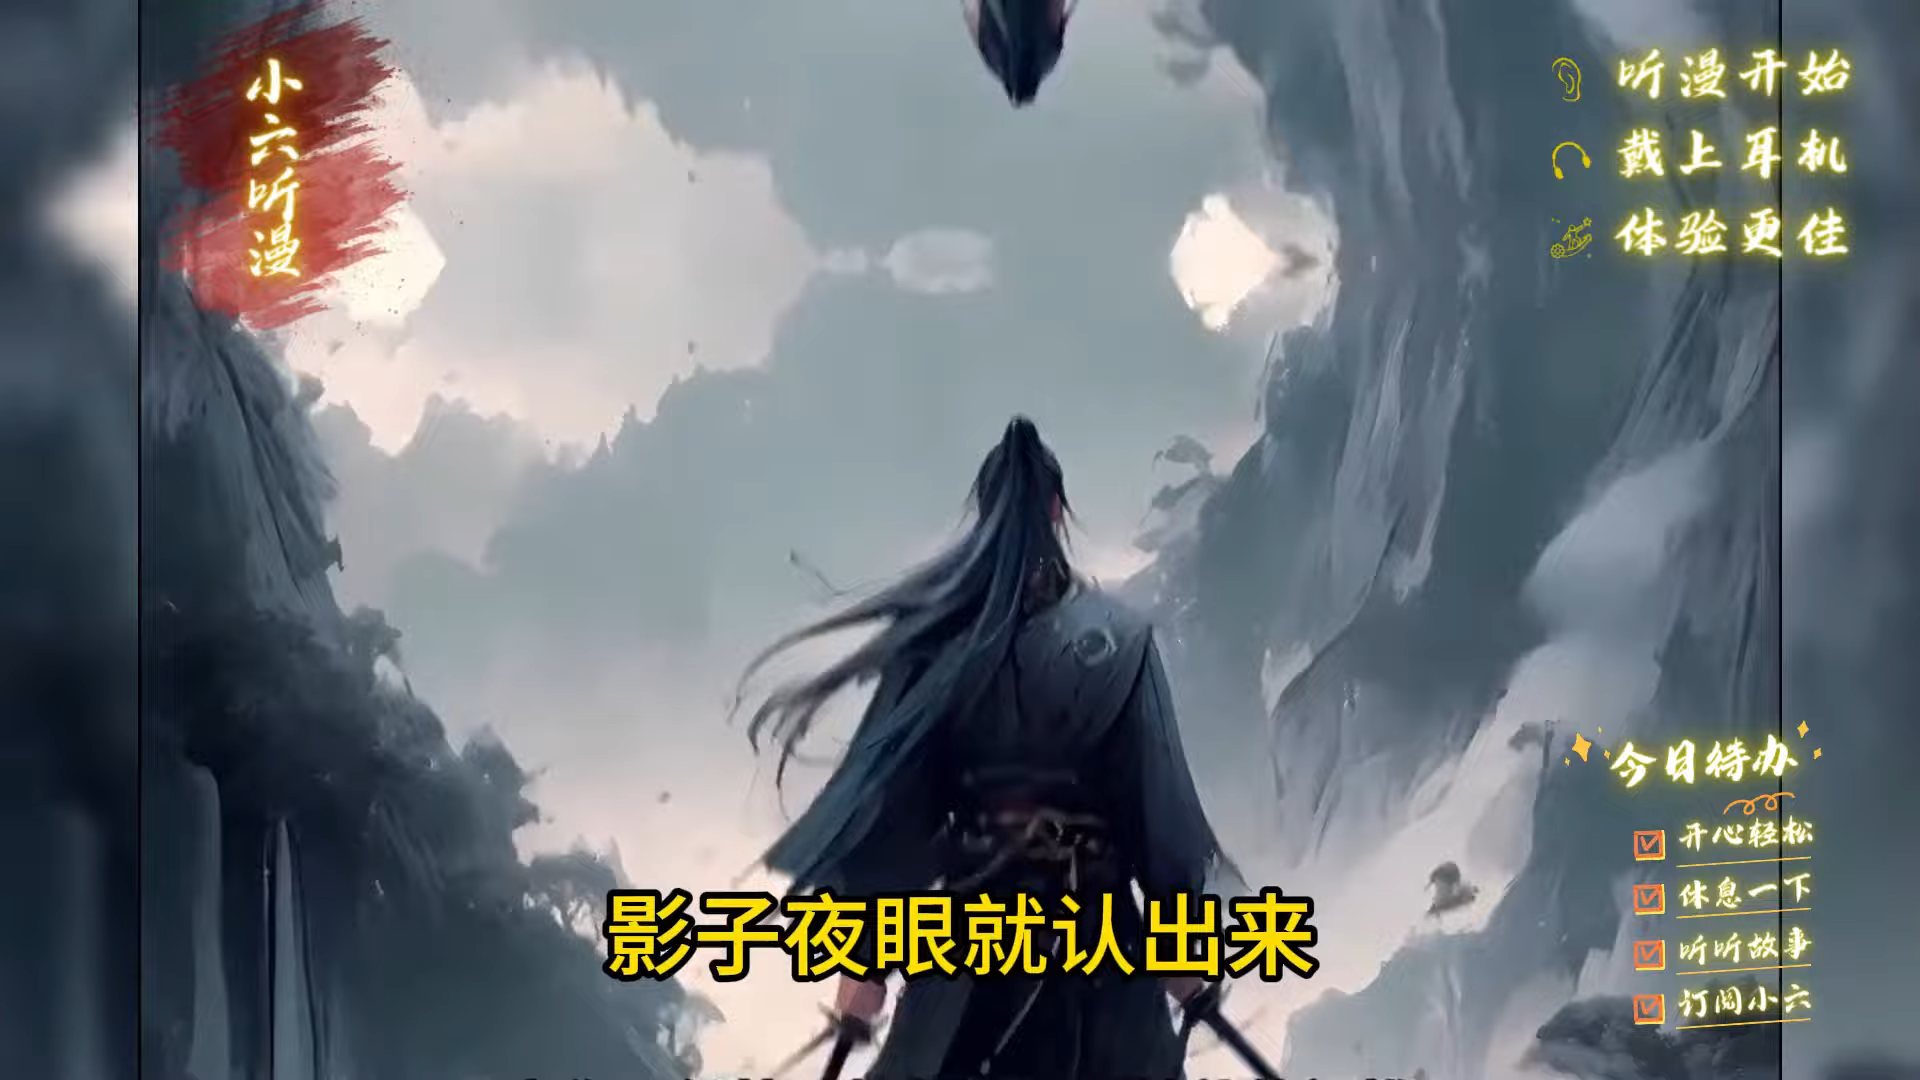 小六听漫
听漫开始
戴上耳机
体验更佳
今日待办
开心轻松
休息一下
听听故事
订阅小六
影子夜眼就认出来